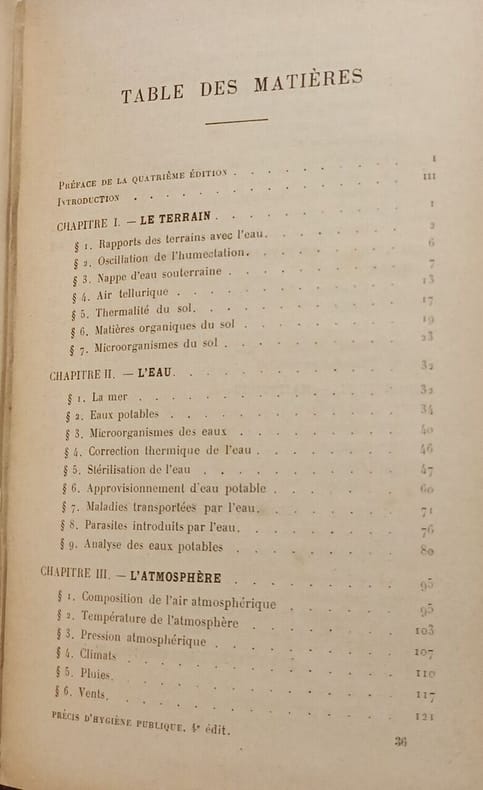 TABLE DES MATIÈRES
PRÉFACE DE LA QUATRIÈME ÉDITION . . . . . . . I
INTRODUCTION . . . . . . . . . . . III
CHAPITRE I. — LE TERRAIN . . . . . . . . 1
§ 1. Rapports des terrains avec l'eau. . . . . . . 2
§ 2. Oscillation de l'humectation. . . . . . . 6
§ 3. Nappe d'eau souterraine . . . . . . . . 7
§ 4. Air tellurique . . . . . . . . . 13
§ 5. Thermalité du sol. . . . . . . . . 17
§ 6. Matières organiques du sol . . . . . . . 19
§ 7. Microorganismes du sol . . . . . . . . 23
CHAPITRE II. — L'EAU. . . . . . . . . . 32
§ 1. La mer . . . . . . . . . . 32
§ 2. Eaux potables . . . . . . . . . 34
§ 3. Microorganismes des eaux . . . . . . . 40
§ 4. Correction thermique de l'eau . . . . . . . 46
§ 5. Stérilisation de l'eau . . . . . . . . 47
§ 6. Approvisionnement d'eau potable . . . . . . 60
§ 7. Maladies transportées par l'eau. . . . . . . 71
§ 8. Parasites introduits par l'eau. . . . . . . 76
§ 9. Analyse des eaux potables . . . . . . . 80
CHAPITRE III. — L'ATMOSPHÈRE . . . . . . . 95
§ 1. Composition de l'air atmosphérique . . . . . 95
§ 2. Température de l'atmosphère . . . . . . . 103
§ 3. Pression atmosphérique . . . . . . . . 107
§ 4. Climats . . . . . . . . . . 110
§ 5. Pluies. . . . . . . . . . . 117
§ 6. Vents. . . . . . . . . . . 121
PRÉCIS D'HYGIÈNE PUBLIQUE, 4e édit. 36